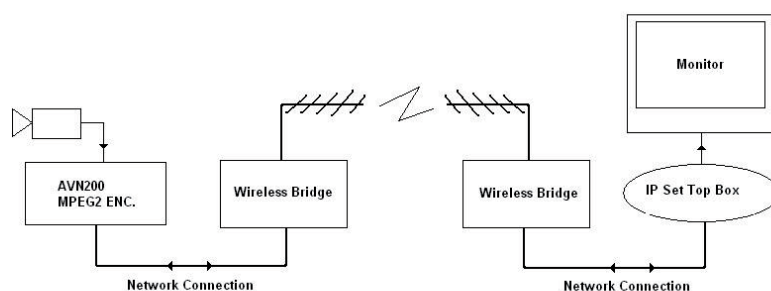 Monitor
AVN200
MPEG2 ENC.
Wireless Bridge
Wireless Bridge
IP Set Top Box
Network Connection
Network Connection